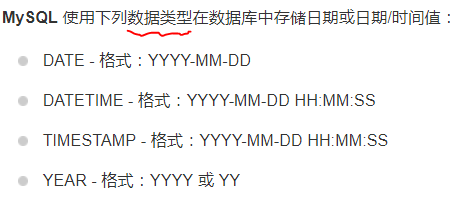 MySQL 使用下列数据类型在数据库中存储日期或日期/时间值：
DATE - 格式：YYYY-MM-DD
DATETIME - 格式：YYYY-MM-DD HH:MM:SS
TIMESTAMP - 格式：YYYY-MM-DD HH:MM:SS
YEAR - 格式：YYYY 或 YY